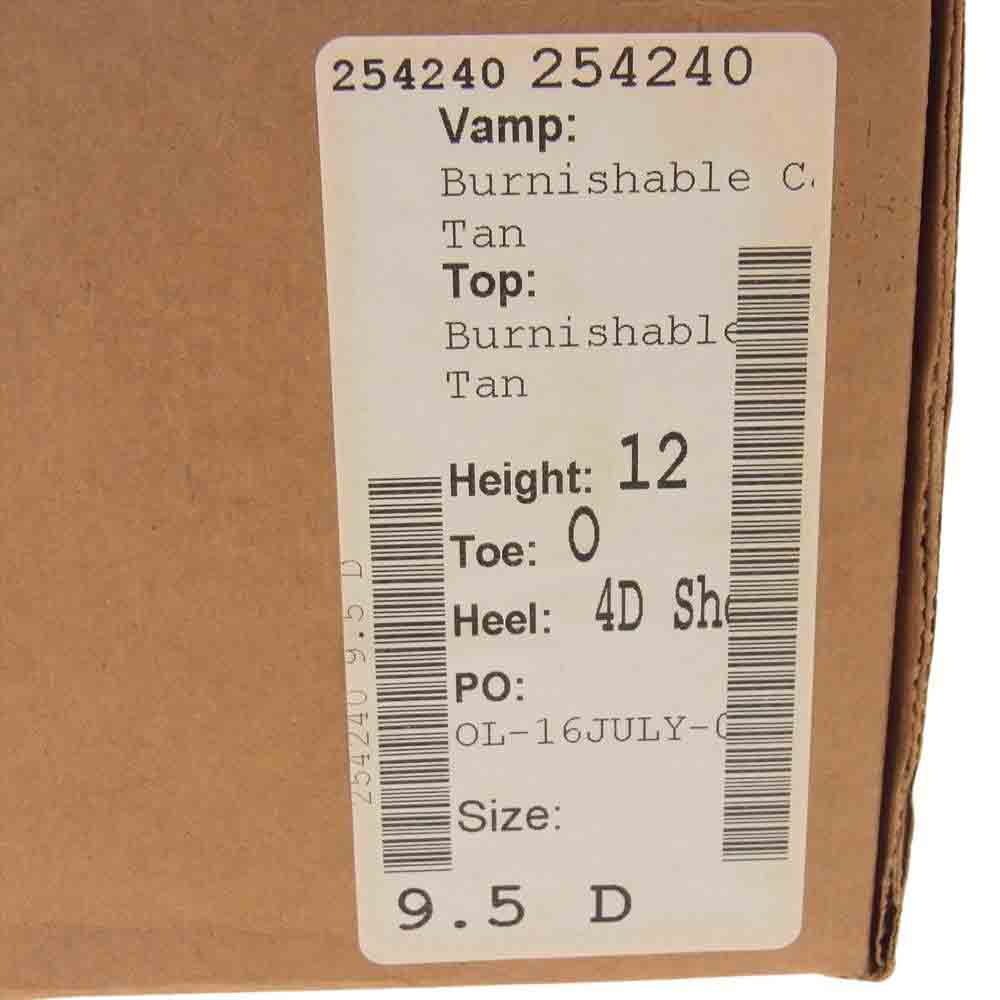 254240 254240
Vamp:
Burnishable
Tan
Top:
Burnishable
Tan
Height: 12
Toe: 0
Heel: 4D
PO:
OL-16JULY-
Size:
9.5 D
254240 9.5 D